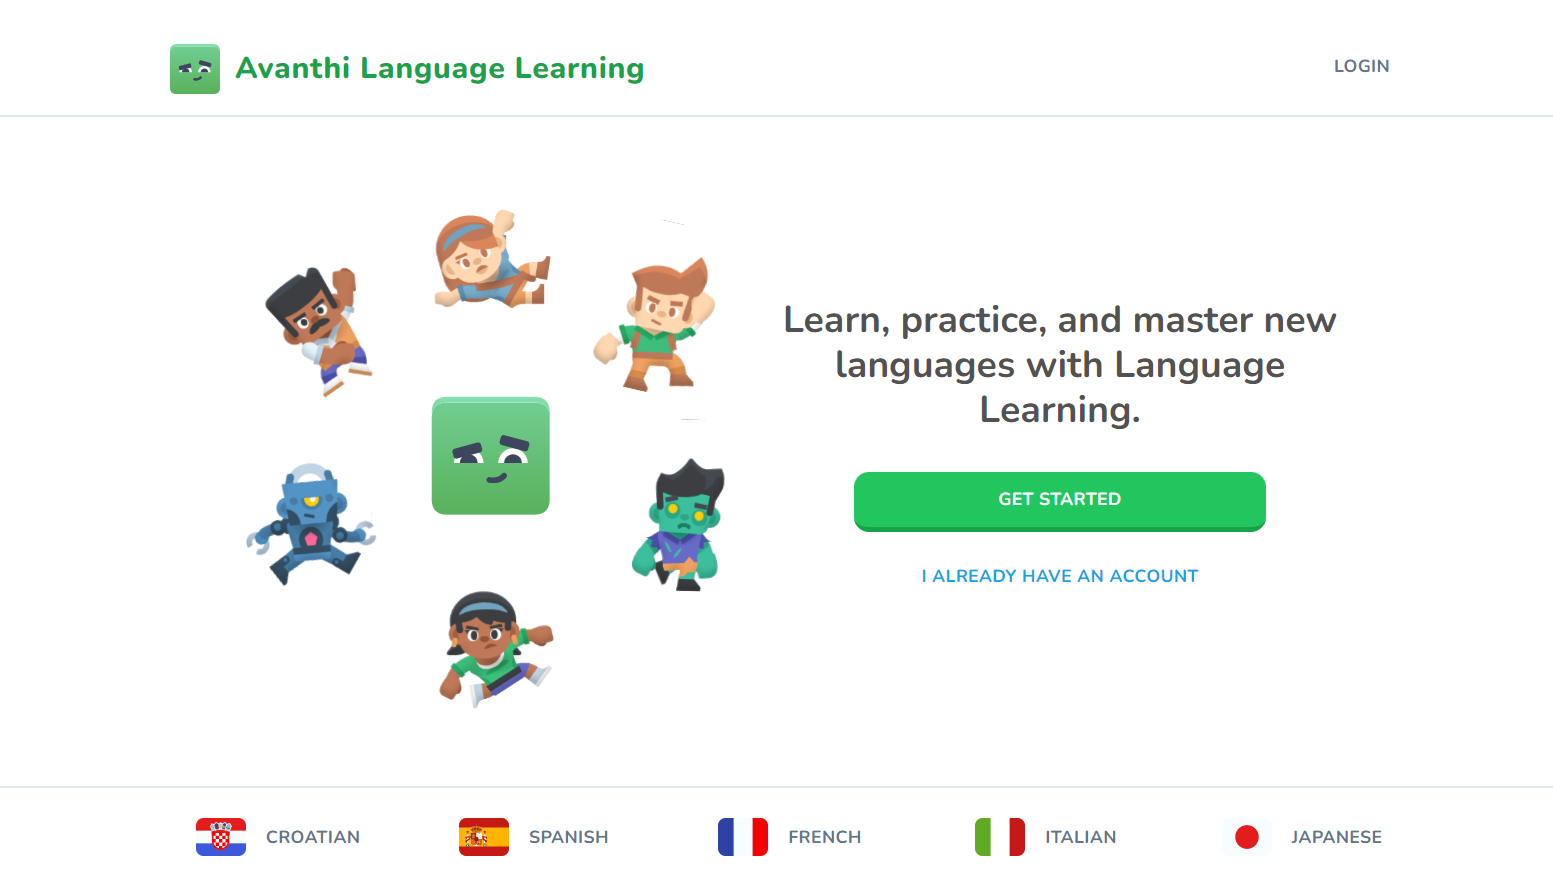 Avanthi Language Learning
LOGIN
Learn, practice, and master new
languages with Language
Learning.
GET STARTED
I ALREADY HAVE AN ACCOUNT
CROATIAN
SPANISH
FRENCH
ITALIAN
JAPANESE